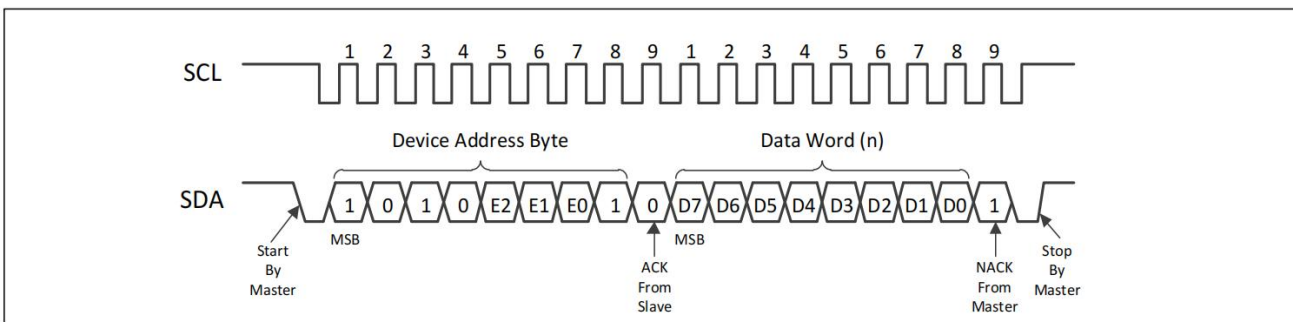 1 2 3 4 5 6 7 8 9 1 2 3 4 5 6 7 8 9
SCL
Device Address Byte Data Word (n)
SDA
1 0 1 0 E2 E1 E0 1 0 D7 D6 D5 D4 D3 D2 D1 D0 1
MSB MSB
Start
By
Master
ACK
From
Slave
NACK
From
Master
Stop
By
Master